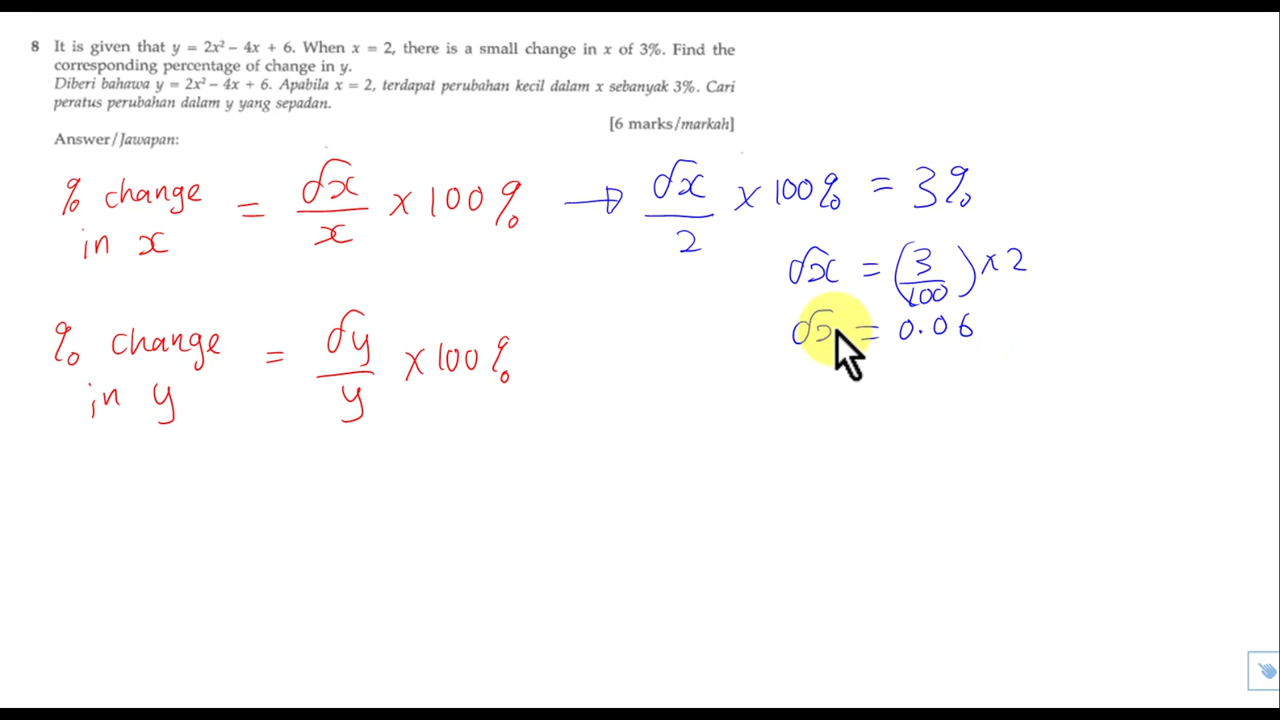 8 It is given that y = 2x² – 4x + 6. When x = 2, there is a small change in x of 3%. Find the
corresponding percentage of change in y.
Diberi bahawa y = 2x² – 4x + 6. Apabila x = 2, terdapat perubahan kecil dalam x sebanyak 3%. Cari
peratus perubahan dalam y yang sepadan.
[6 marks/markah]
Answer/Jawapan:
% change in x = δx/x × 100%  → δx/2 × 100% = 3%
δx = (3/100) × 2
δx = 0.06
% change in y = δy/y × 100%